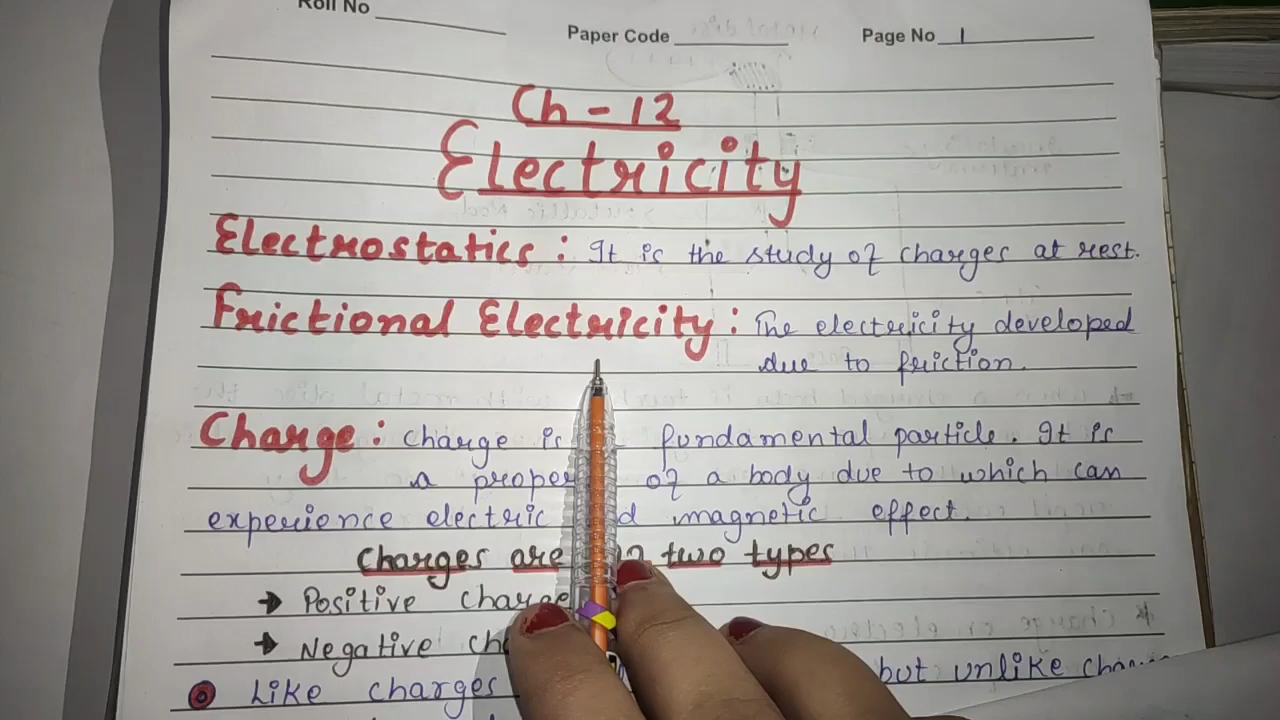 Roll No
Paper Code
Page No 1
Ch - 12
Electricity
Electrostatics : It is the study of charges at rest.
Frictional Electricity : The electricity developed
due to friction.
Charge : charge is fundamental particle. It is
a of a body due to which can
experience electric magnetic effect.
Charges are two types
→ Positive
→ Negative
Like charges but unlike